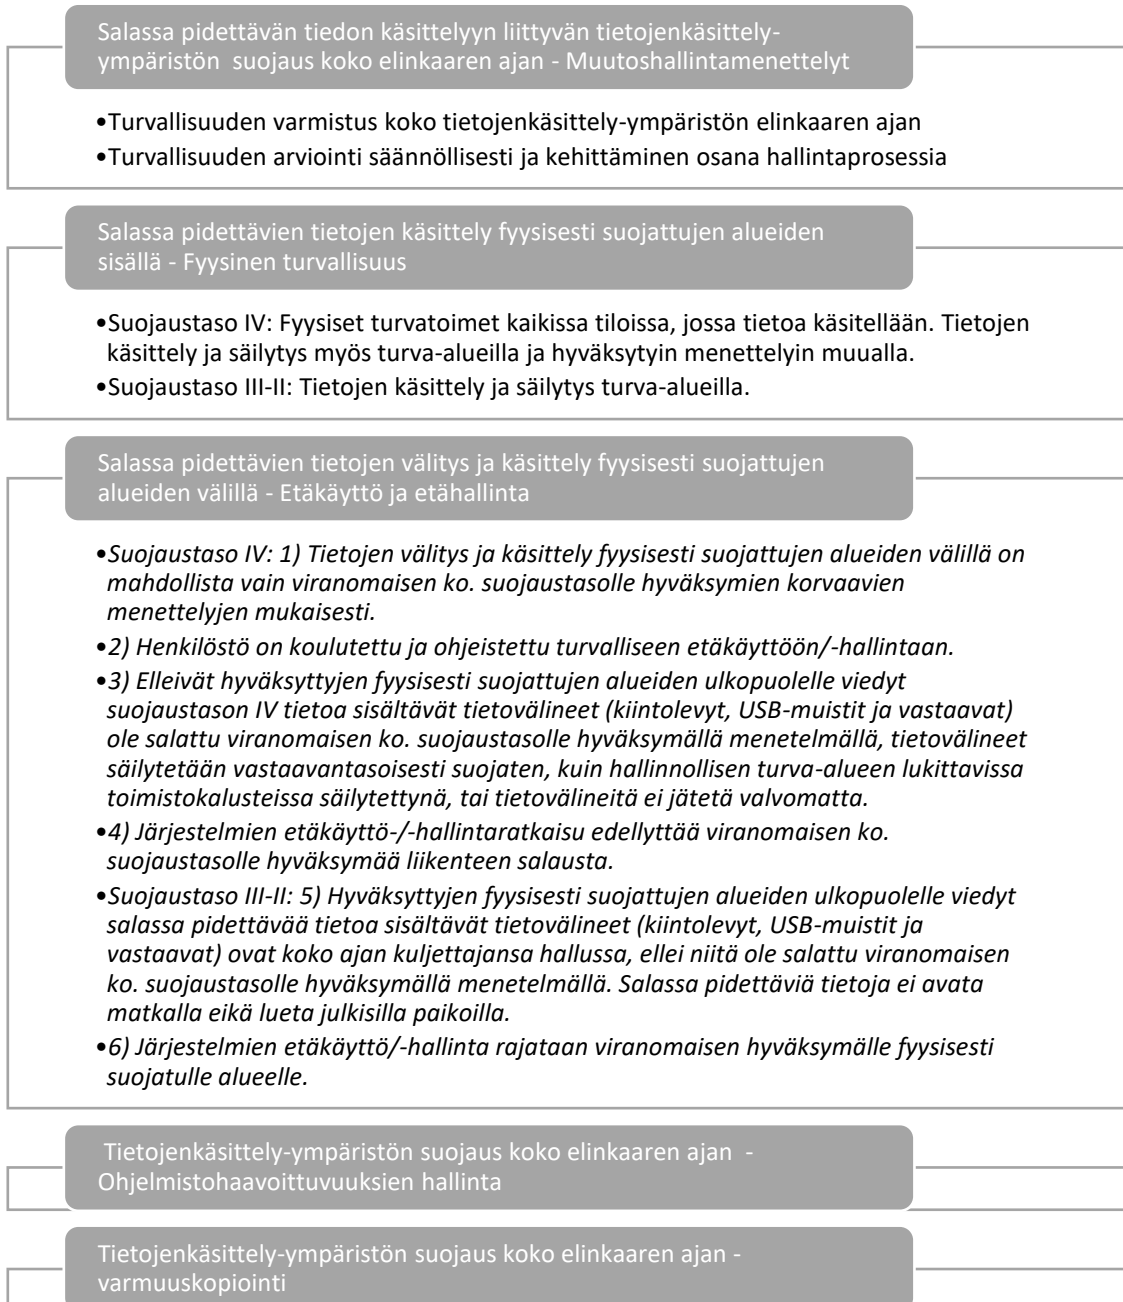 Salassa pidettävän tiedon käsittelyyn liittyvän tietojenkäsittely-
ympäristön  suojaus koko elinkaaren ajan - Muutoshallintamenettelyt
•Turvallisuuden varmistus koko tietojenkäsittely-ympäristön elinkaaren ajan
•Turvallisuuden arviointi säännöllisesti ja kehittäminen osana hallintaprosessia
Salassa pidettävien tietojen käsittely fyysisesti suojattujen alueiden
sisällä - Fyysinen turvallisuus
•Suojaustaso IV: Fyysiset turvatoimet kaikissa tiloissa, jossa tietoa käsitellään. Tietojen
käsittely ja säilytys myös turva-alueilla ja hyväksytyin menettelyin muualla.
•Suojaustaso III-II: Tietojen käsittely ja säilytys turva-alueilla.
Salassa pidettävien tietojen välitys ja käsittely fyysisesti suojattujen
alueiden välillä - Etäkäyttö ja etähallinta
•Suojaustaso IV: 1) Tietojen välitys ja käsittely fyysisesti suojattujen alueiden välillä on
mahdollista vain viranomaisen ko. suojaustasolle hyväksymien korvaavien
menettelyjen mukaisesti.
•2) Henkilöstö on koulutettu ja ohjeistettu turvalliseen etäkäyttöön/-hallintaan.
•3) Elleivät hyväksyttyjen fyysisesti suojattujen alueiden ulkopuolelle viedyt
suojaustason IV tietoa sisältävät tietovälineet (kiintolevyt, USB-muistit ja vastaavat)
ole salattu viranomaisen ko. suojaustasolle hyväksymällä menetelmällä, tietovälineet
säilytetään vastaavantasoisesti suojaten, kuin hallinnollisen turva-alueen lukittavissa
toimistokalusteissa säilytettynä, tai tietovälineitä ei jätetä valvomatta.
•4) Järjestelmien etäkäyttö-/-hallintaratkaisu edellyttää viranomaisen ko.
suojaustasolle hyväksymää liikenteen salausta.
•Suojaustaso III-II: 5) Hyväksyttyjen fyysisesti suojattujen alueiden ulkopuolelle viedyt
salassa pidettävää tietoa sisältävät tietovälineet (kiintolevyt, USB-muistit ja
vastaavat) ovat koko ajan kuljettajansa hallussa, ellei niitä ole salattu viranomaisen
ko. suojaustasolle hyväksymällä menetelmällä. Salassa pidettäviä tietoja ei avata
matkalla eikä lueta julkisilla paikoilla.
•6) Järjestelmien etäkäyttö/-hallinta rajataan viranomaisen hyväksymälle fyysisesti
suojatulle alueelle.
Tietojenkäsittely-ympäristön suojaus koko elinkaaren ajan  -
Ohjelmistohaavoittuvuuksien hallinta
Tietojenkäsittely-ympäristön suojaus koko elinkaaren ajan -
varmuuskopiointi